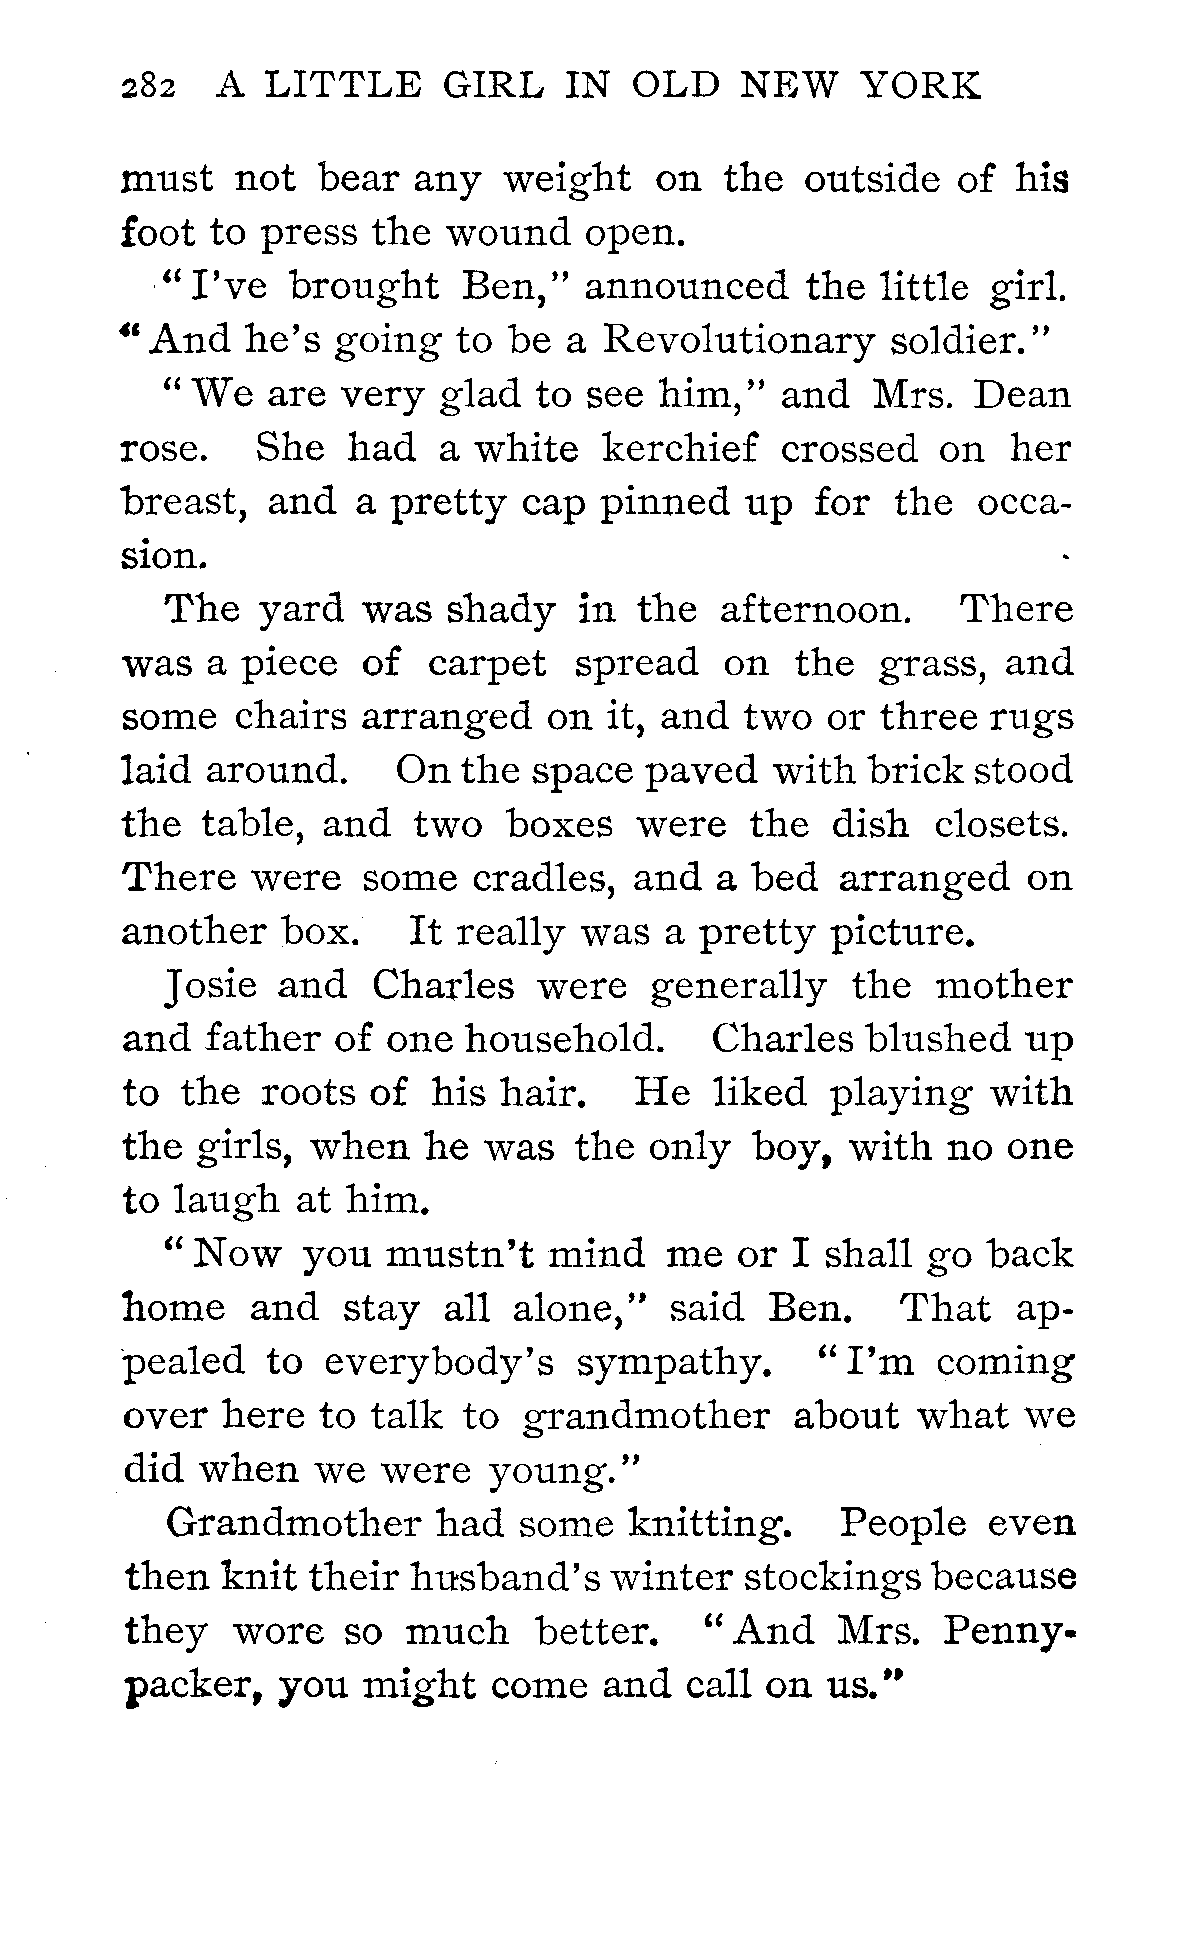 282 A LITTLE GIRL IN OLD NEW YORK
must not bear any weight on the outside of his
foot to press the wound open.
“I've brought Ben,” announced the little girl.
“And he's going to be a Revolutionary soldier.”
“We are very glad to see him,” and Mrs. Dean
rose. She had a white kerchief crossed on her
breast, and a pretty cap pinned up for the occa-
sion.
The yard was shady in the afternoon. There
was a piece of carpet spread on the grass, and
some chairs arranged on it, and two or three rugs
laid around. On the space paved with brick stood
the table, and two boxes were the dish closets.
There were some cradles, and a bed arranged on
another box. It really was a pretty picture.
Josie and Charles were generally the mother
and father of one household. Charles blushed up
to the roots of his hair. He liked playing with
the girls, when he was the only boy, with no one
to laugh at him.
“Now you mustn't mind me or I shall go back
home and stay all alone,” said Ben. That ap-
pealed to everybody's sympathy. “I'm coming
over here to talk to grandmother about what we
did when we were young.”
Grandmother had some knitting. People even
then knit their husband's winter stockings because
they wore so much better. “And Mrs. Penny-
packer, you might come and call on us.”